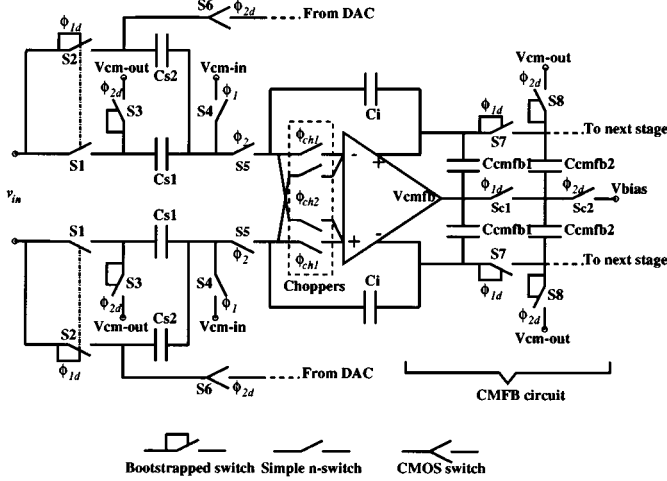 S6
ϕ2d
From DAC
ϕ1d
S2
Vcm-out
Cs2
Vcm-in
Vcm-out
ϕ2d
S3
S4
ϕ1
Ci
ϕ2d
S8
ϕ1d
ϕch1
S7
To next stage
S1
Cs1
ϕ2
S5
-
+
Ccmfb1
Ccmfb2
vin
ϕch2
Vcmfb
ϕ1d
ϕ2d
Vbias
Sc1
Sc2
Cs1
Ccmfb1
Ccmfb2
S1
S5
ϕ2
+
-
S7
To next stage
S3
S4
ϕch1
Choppers
Ci
ϕ1d
S8
ϕ2d
ϕ1
ϕ2d
S2
Vcm-out
Vcm-in
Cs2
Vcm-out
ϕ1d
S6
ϕ2d
From DAC
CMFB circuit
Bootstrapped switch
Simple n-switch
CMOS switch